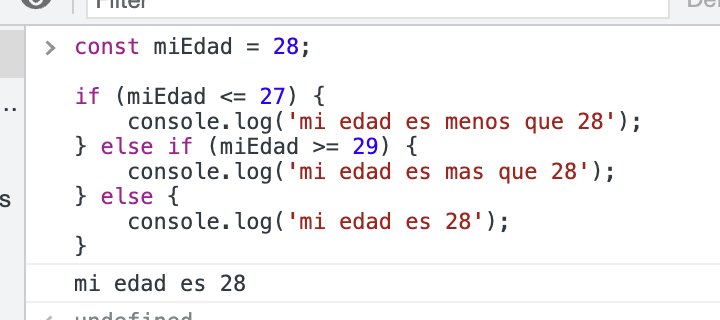 Filter
> const miEdad = 28;
if (miEdad <= 27) {
    console.log('mi edad es menos que 28');
} else if (miEdad >= 29) {
    console.log('mi edad es mas que 28');
} else {
    console.log('mi edad es 28');
}
mi edad es 28
undefined